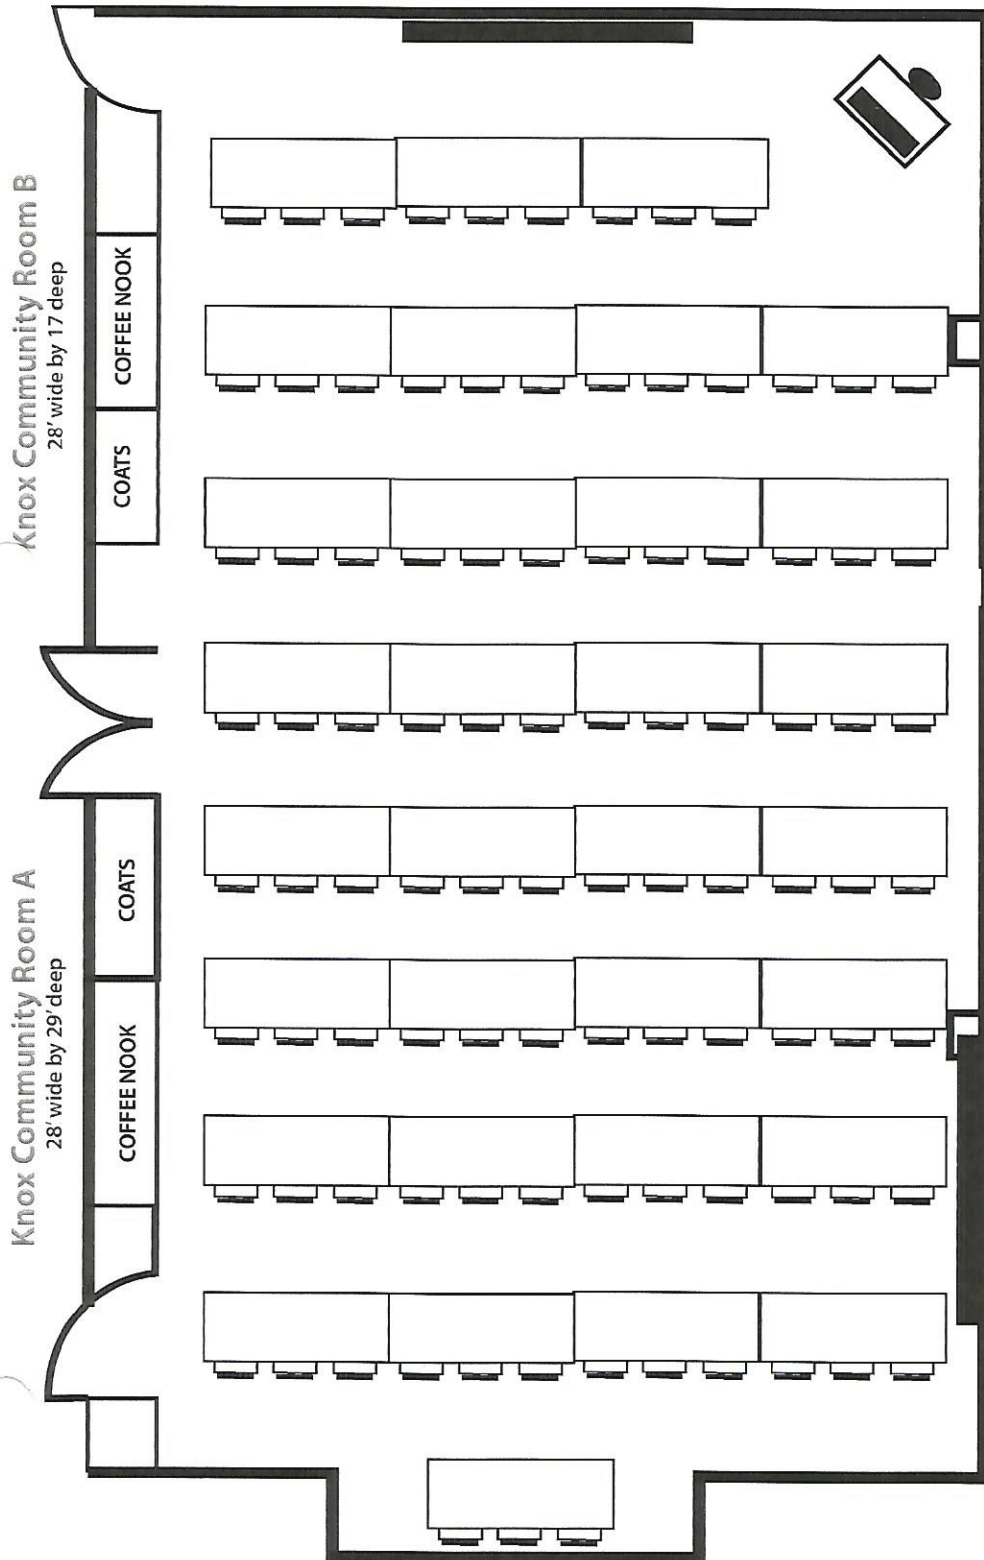 Knox Community Room B
28' wide by 17 deep
COATS
COFFEE NOOK
Knox Community Room A
28' wide by 29' deep
COFFEE NOOK
COATS